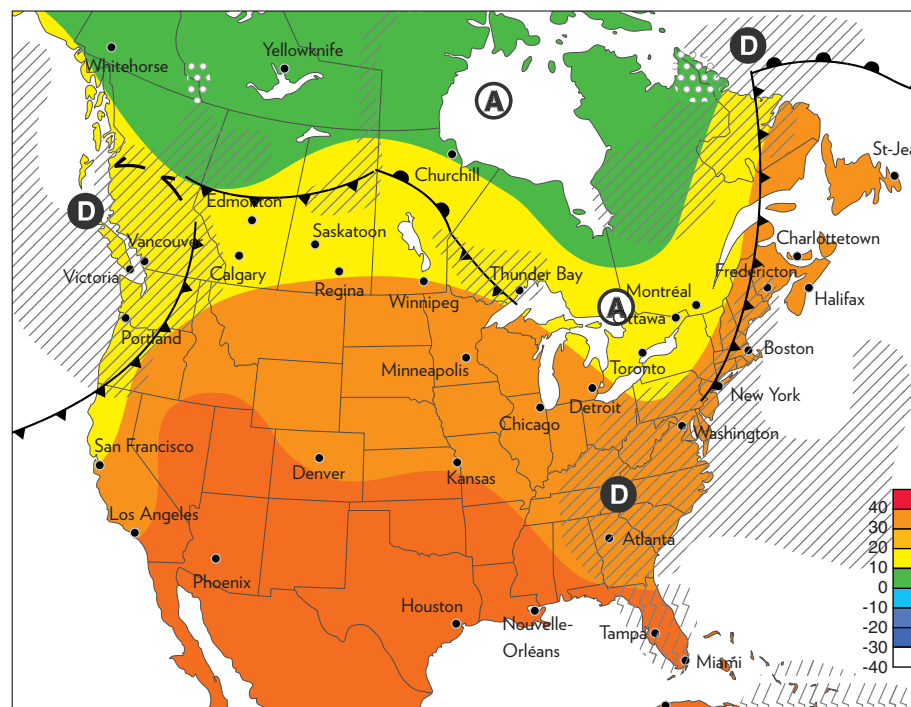 D
Yellowknife
Whitehorse
A
St-Jea
Churchill
D
Edmonton
Saskatoon
Charlottetown
Vancouver
Victoria
Calgary
Thunder Bay
Fredericton
Regina
Winnipeg
Montréal
Halifax
A
ttawa
Portland
Boston
Toronto
Minneapolis
New York
Detroit
Chicago
Washington
San Francisco
Denver
Kansas
D
Los Angeles
40
30
Atlanta
20
10
Phoenix
0
Houston
-10
Nouvelle-
Orléans
Tampa
-20
-30
Miami
-40